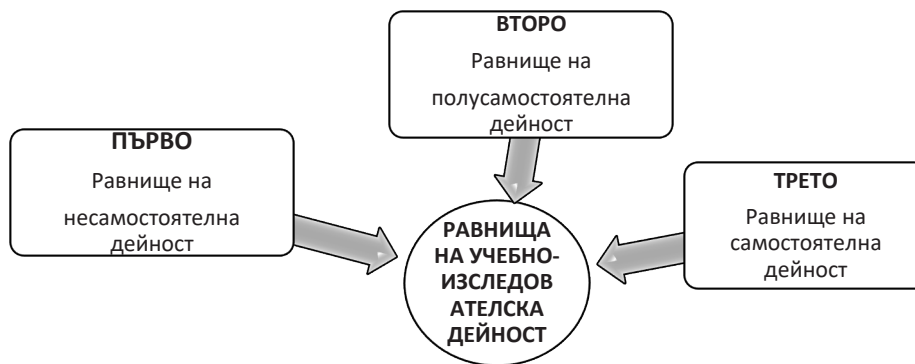 ПЪРВО
Равнище на
несамостоятелна
дейност
ВТОРО
Равнище на
полусамостоятелна
дейност
ТРЕТО
Равнище на
самостоятелна
дейност
РАВНИЩА
НА УЧЕБНО-
ИЗСЛЕДОВ
АТЕЛСКА
ДЕЙНОСТ